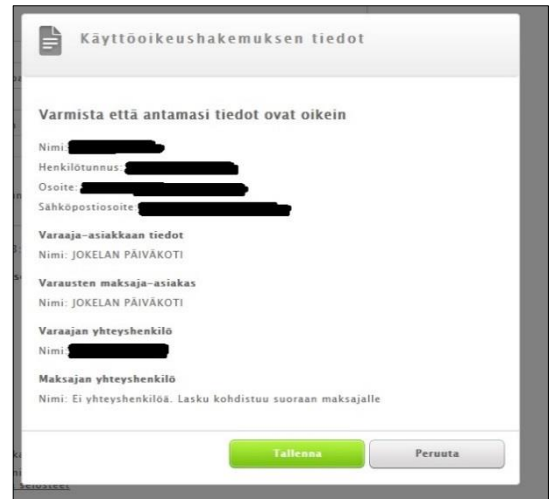 Käyttöoikeushakemuksen tiedot
Varmista että antamasi tiedot ovat oikein
Nimi:
Henkilötunnus:
Osoite:
Sähköpostiosoite:
Varaaja-asiakkaan tiedot
Nimi: JOKELAN PÄIVÄKOTI
Varausten maksaja-asiakas
Nimi: JOKELAN PÄIVÄKOTI
Varaajan yhteyshenkilö
Nimi:
Maksajan yhteyshenkilö
Nimi: Ei yhteyshenkilöä. Lasku kohdistuu suoraan maksajalle
Tallenna Peruuta